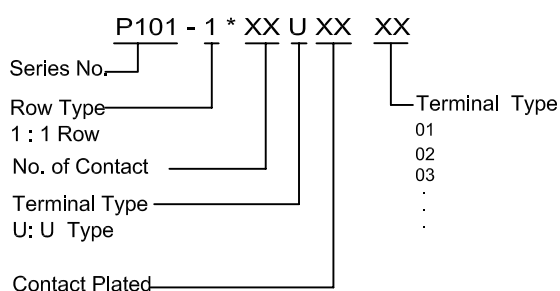 P101 - 1 * XX U XX XX
Series No.
Row Type
1 : 1 Row
No. of Contact
Terminal Type
U: U Type
Contact Plated
Terminal Type
01
02
03
.
.
.